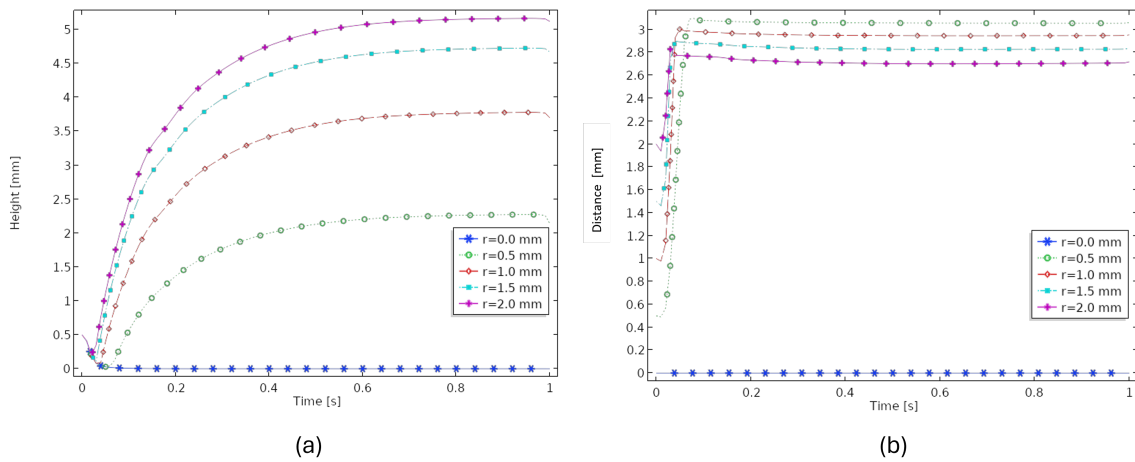 5
4.5
4
3.5
3
2.5
2
1.5
1
0.5
0
Height [mm]
0 0.2 0.4 0.6 0.8 1
Time [s]
r=0.0 mm
r=0.5 mm
r=1.0 mm
r=1.5 mm
r=2.0 mm
(a)
3
2.8
2.6
2.4
2.2
2
1.8
1.6
1.4
1.2
1
0.8
0.6
0.4
0.2
0
Distance [mm]
0 0.2 0.4 0.6 0.8 1
Time [s]
r=0.0 mm
r=0.5 mm
r=1.0 mm
r=1.5 mm
r=2.0 mm
(b)